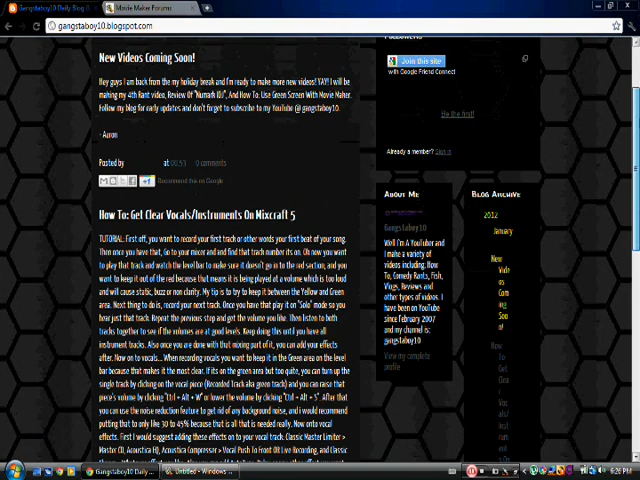 Gangstaboy10 Daily Blog
Movie Maker Forums
gangstaboy10.blogspot.com
New Videos Coming Soon!
Hey guys I am back from the my holiday break and I'm ready to make more new videos! YAY! I will be
making my 4th Rant video, Review Of "Numark IDJ", And How To: Use Green Screen With Movie Maker.
Follow my blog for early updates and don't forget to subscribe to my YouTube @ gangstaboy10.
- Aaron
Posted by at 00:53 0 comments
Recommend this on Google
How To: Get Clear Vocals/Instruments On Mixcraft 5
TUTORIAL: First off, you want to record your first track or other words your first beat of your song.
Then once you have that, Go to your mixer and and find that track number its on. Oh now you want
to play that track and watch the level bar to make sure it doesn't go in to the red section, and you
want to keep it out of the red because that means it is being played at a volume which is too loud
and will cause static, buzz or non clarity. My tip is to try to keep it between the Yellow and Green
area. Next thing to do is, record your next track. Once you have that play it on "Solo" mode so you
hear just that track. Repeat the previous step and get the volume you like. Then listen to both
tracks together to see if the volumes are at good levels. Keep doing this until you have all
instrument tracks. Also once you are done with that mixing part of it, you can add your effects
after. Now on to vocals... When recording vocals you want to keep it in the Green area on the level
bar because that makes it the most clear. If its on the green bar but too quite, you can turn up the
single track by clicking on the vocal piece (Recorded Track aka green track) and you can raise that
piece's volume by clicking "Ctrl + Alt + W" or lower the volume by clicking "Ctrl + Alt + S". After that
you can use the noise reduction feature to get rid of any background noise, and i would recommend
putting that to only like 30 to 45% because that is all that is needed really. Now onto vocal
effects. First I would suggest adding these effects on to your vocal track. Classic Master Limiter >
Master CD, Acoustica EQ, Acoustica Compressor > Vocal Push To Front OR Live Recording, and
Followers
Join this site
with Google Friend Connect
Be the first!
Already a member? Sign in
About Me
Gangstaboy10
Well I'm A YouTuber and
I make a variety of
videos including; How
To, Comedy Rants, Fish,
Vlogs, Reviews and
other types of videos. I
have been on YouTube
since February 2007
and my channel is:
gangstaboy10
View my complete
profile
Blog Archive
2012
January
New
Vide
os
Com
ing
Soo
n!
How
To:
Get
Clea
r
Voc
als/
Inst
rum
ent
s On
Gangstaboy10 Daily ...
Untitled - Windows ...
6:26 PM